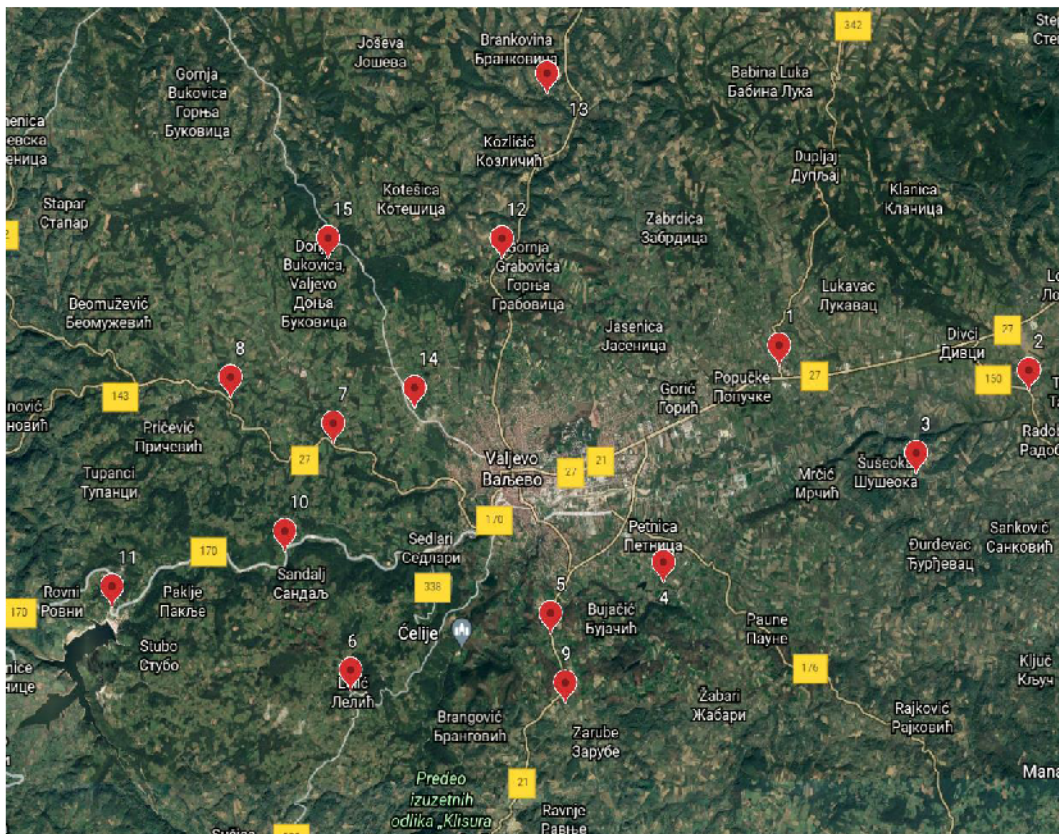 342
Brankovina
Бранковина
13
Joševa
Јошева
Gornja
Bukovica
Горња
Буковица
Babina Luka
Бабина Лука
Kozličić
Козличић
Dupljaj
Дупљај
Klanica
Кланица
Stapar
Стапар
Kotešica
Котешица
15
12
Zabrdica
Забрдица
Donja
Bukovica,
Valjevo
Доња
Буковица
Gornja
Grabovica
Горња
Грабовица
Beomužević
Беомужевић
Lukavac
Лукавац
Jasenica
Јасеница
1
Divci
Дивци
27
2
8
14
143
7
Gorić
Горић
Popučke
Попучке
27
150
Pričević
Причевић
3
27
Tupanci
Тупанци
Valjevo
Ваљево
27
21
Mrčić
Мрчић
Šušeoka
Шушеока
10
170
Petnica
Петница
Sanković
Санковић
Sedlari
Седлари
Đurđevac
Ђурђевац
170
11
Sandalj
Сандаљ
338
4
Rovni
Ровни
Paklje
Пакље
170
5
Bujačić
Бујачић
Ćelije
Paune
Пауне
Stubo
Стубо
6
9
176
Ključ
Кључ
Lelić
Лелић
Žabari
Жабари
Brangović
Бранговић
Rajković
Рајковић
Zarube
Зарубе
Predeo
izuzetnih
odlika „Klisura
21
Ravnje
Равње